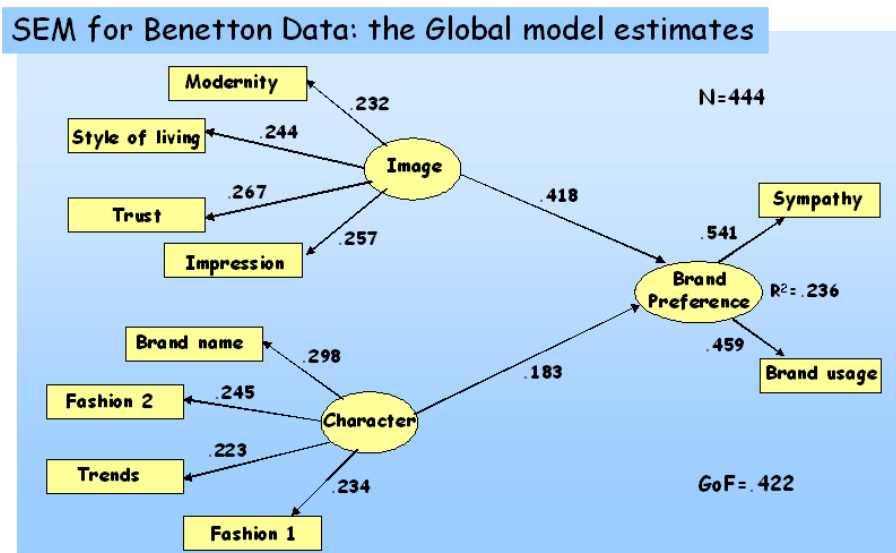 SEM for Benetton Data: the Global model estimates
Modernity
.232
N=444
Style of living
.244
Image
.267
Trust
.418
Sympathy
.257
Impression
.541
Brand
Preference
R²=.236
Brand name
.298
.459
.183
Brand usage
Fashion 2
.245
Character
.223
Trends
.234
GoF=.422
Fashion 1